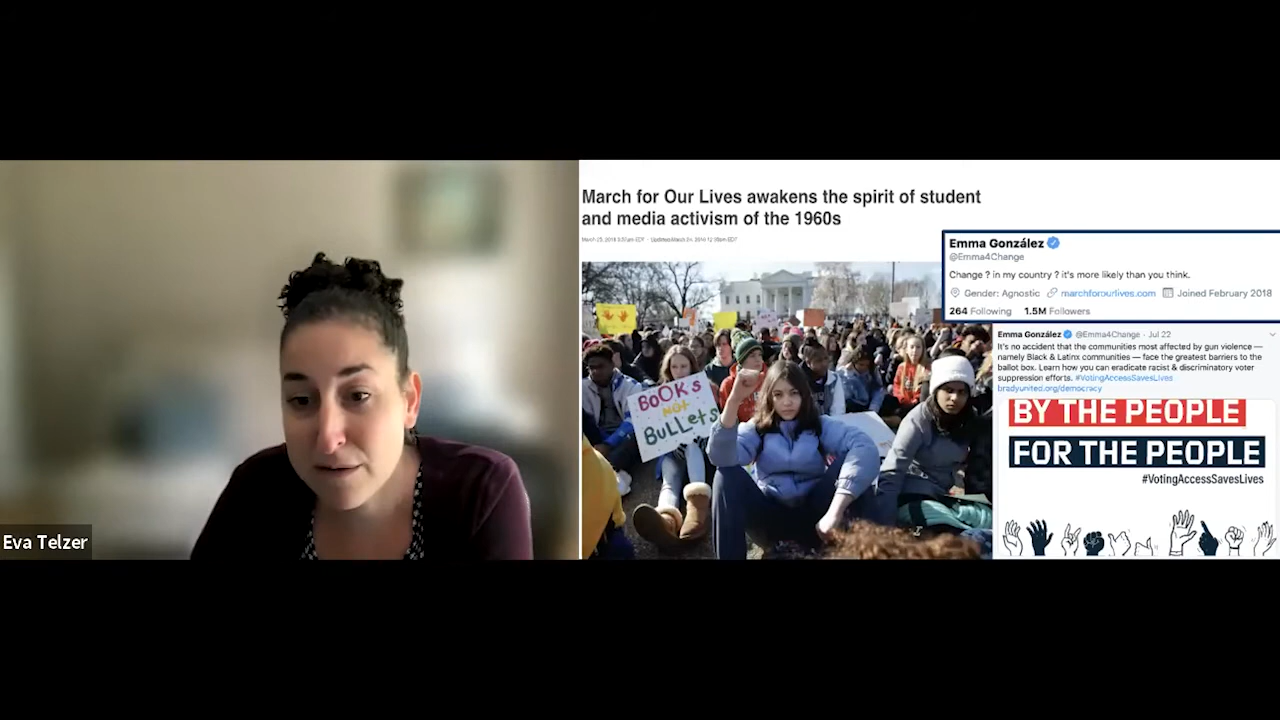 Eva Telzer
March for Our Lives awakens the spirit of student
and media activism of the 1960s
BOOKS
NOT
BULLETS
Emma González
@Emma4Change
Change ? in my country ? it's more likely than you think.
Gender: Agnostic marchforourlives.com Joined February 2018
264 Following 1.5M Followers
Emma González @Emma4Change · Jul 22
It's no accident that the communities most affected by gun violence —
namely Black & Latinx communities — face the greatest barriers to the
ballot box. Learn how you can eradicate racist & discriminatory voter
suppression efforts. #VotingAccessSavesLives
bradyunited.org/democracy
BY THE PEOPLE
FOR THE PEOPLE
#VotingAccessSavesLives